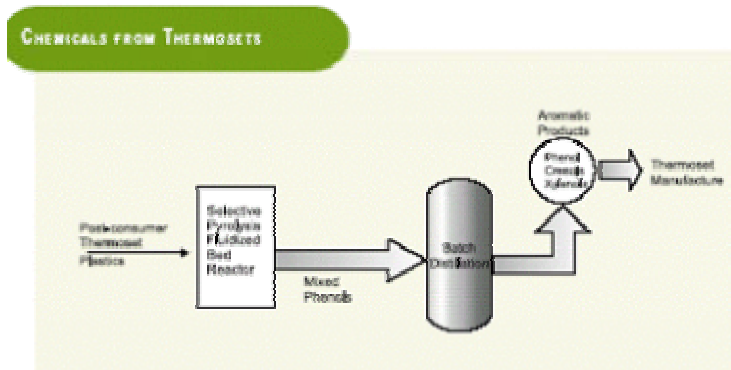 CHEMICALS FROM THERMOSETS
Aromatic
Products
Phenol
Cresols
Xylenols
Thermoset
Manufacture
Post-consumer
Thermoset
Plastics
Selective
Pyrolysis
Fluidized
Bed
Reactor
Mixed
Phenols
Batch
Distillation